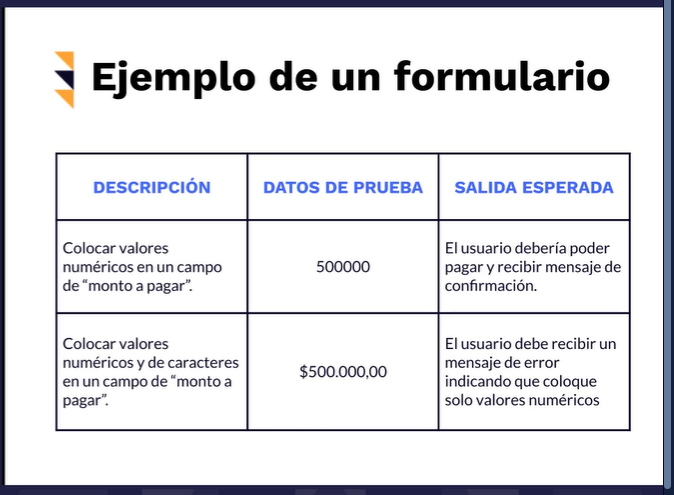 Ejemplo de un formulario
DESCRIPCIÓN
DATOS DE PRUEBA
SALIDA ESPERADA
Colocar valores
numéricos en un campo
de “monto a pagar”.
500000
El usuario debería poder
pagar y recibir mensaje de
confirmación.
Colocar valores
numéricos y de caracteres
en un campo de “monto a
pagar”.
$500.000,00
El usuario debe recibir un
mensaje de error
indicando que coloque
solo valores numéricos